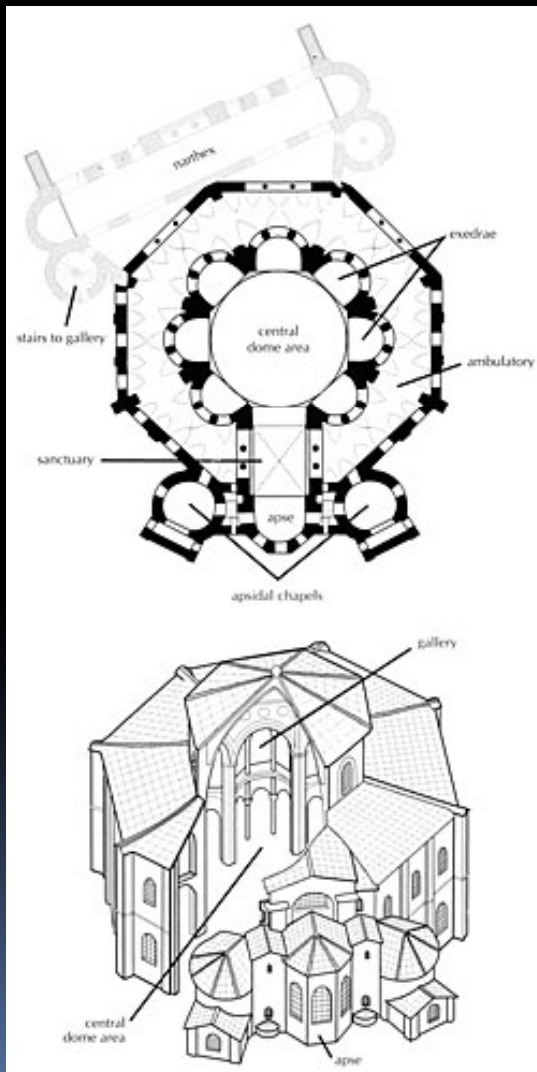 narthex
exedrae
stairs to gallery
central
dome area
ambulatory
sanctuary
apse
apsidal chapels
gallery
central
dome area
apse